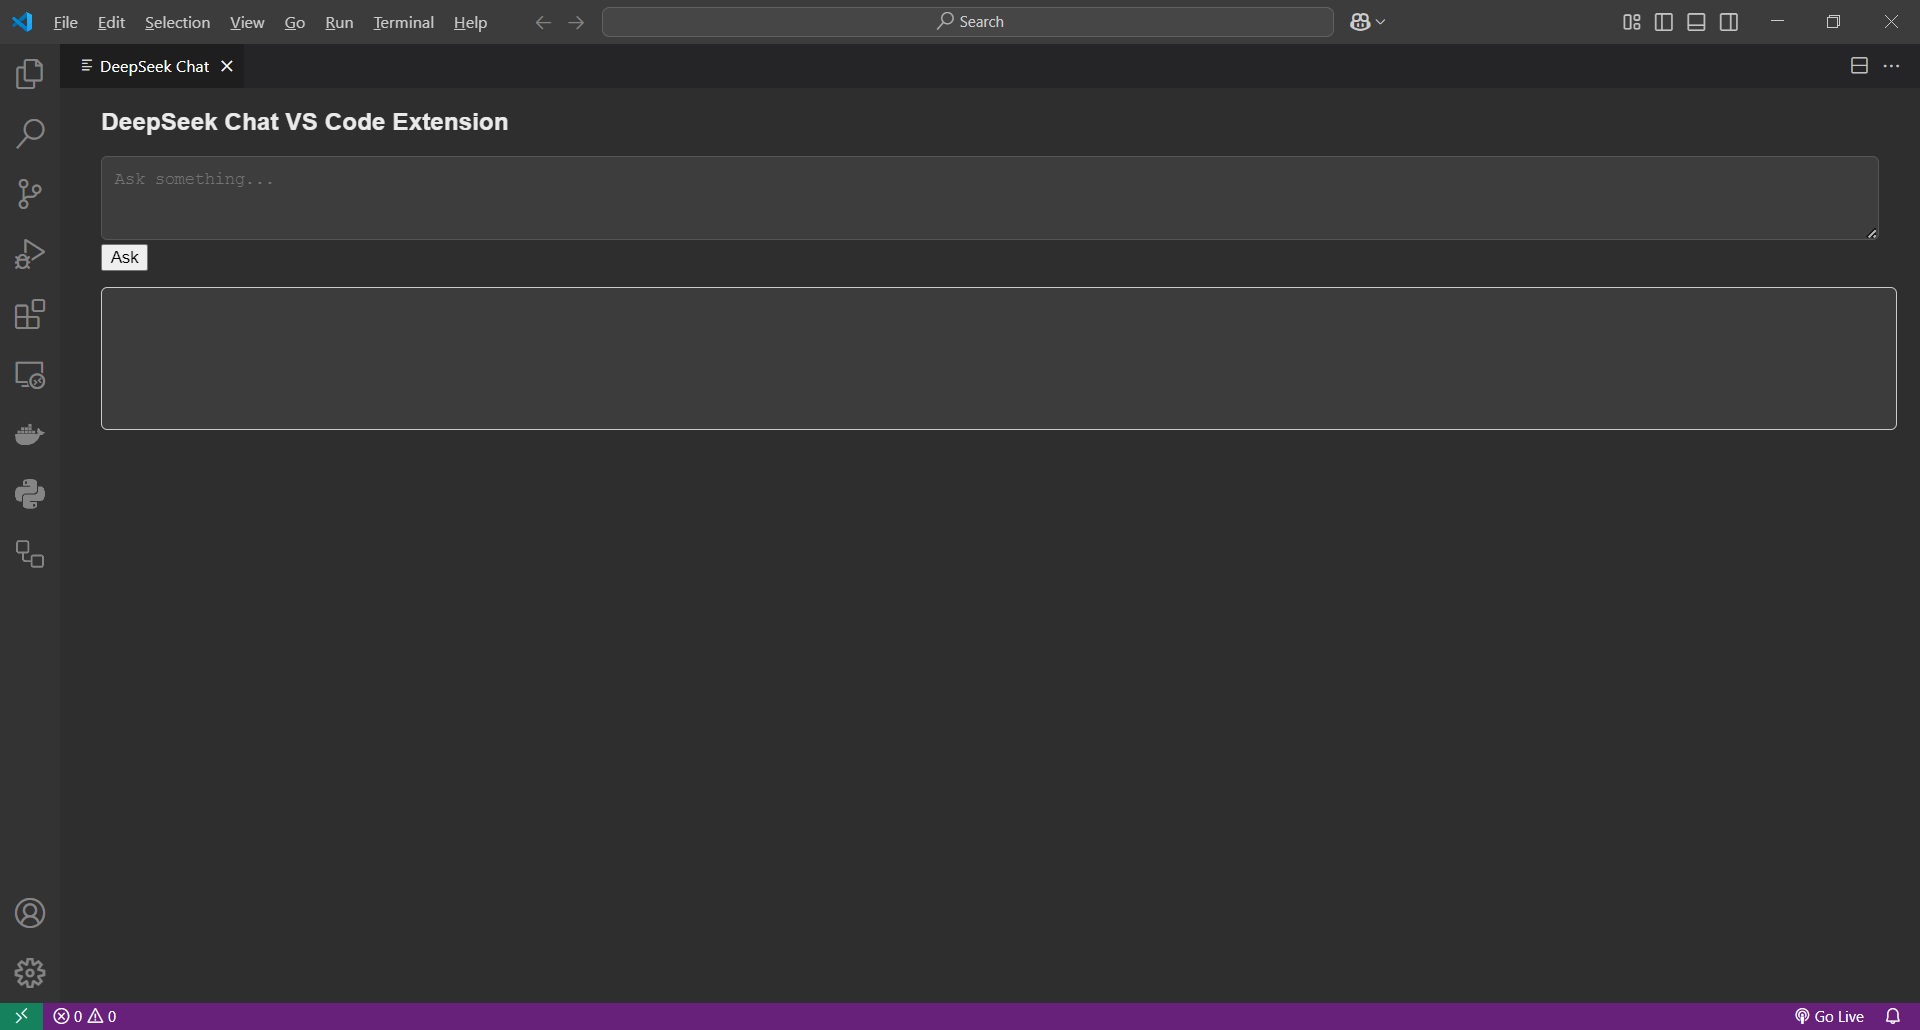 File Edit Selection View Go Run Terminal Help Search
DeepSeek Chat
DeepSeek Chat VS Code Extension
Ask something...
Ask
0 0 Go Live